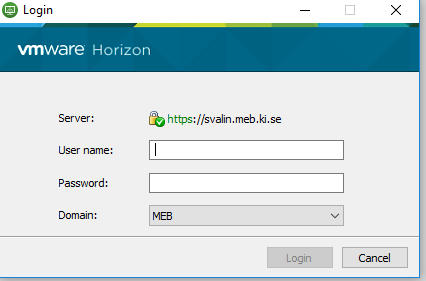 Login
vmware Horizon
Server: https://svalin.meb.ki.se
User name:
Password:
Domain: MEB
Login Cancel